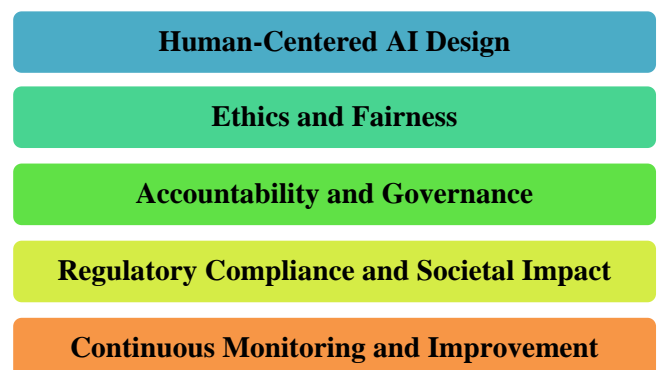 Human-Centered AI Design
Ethics and Fairness
Accountability and Governance
Regulatory Compliance and Societal Impact
Continuous Monitoring and Improvement